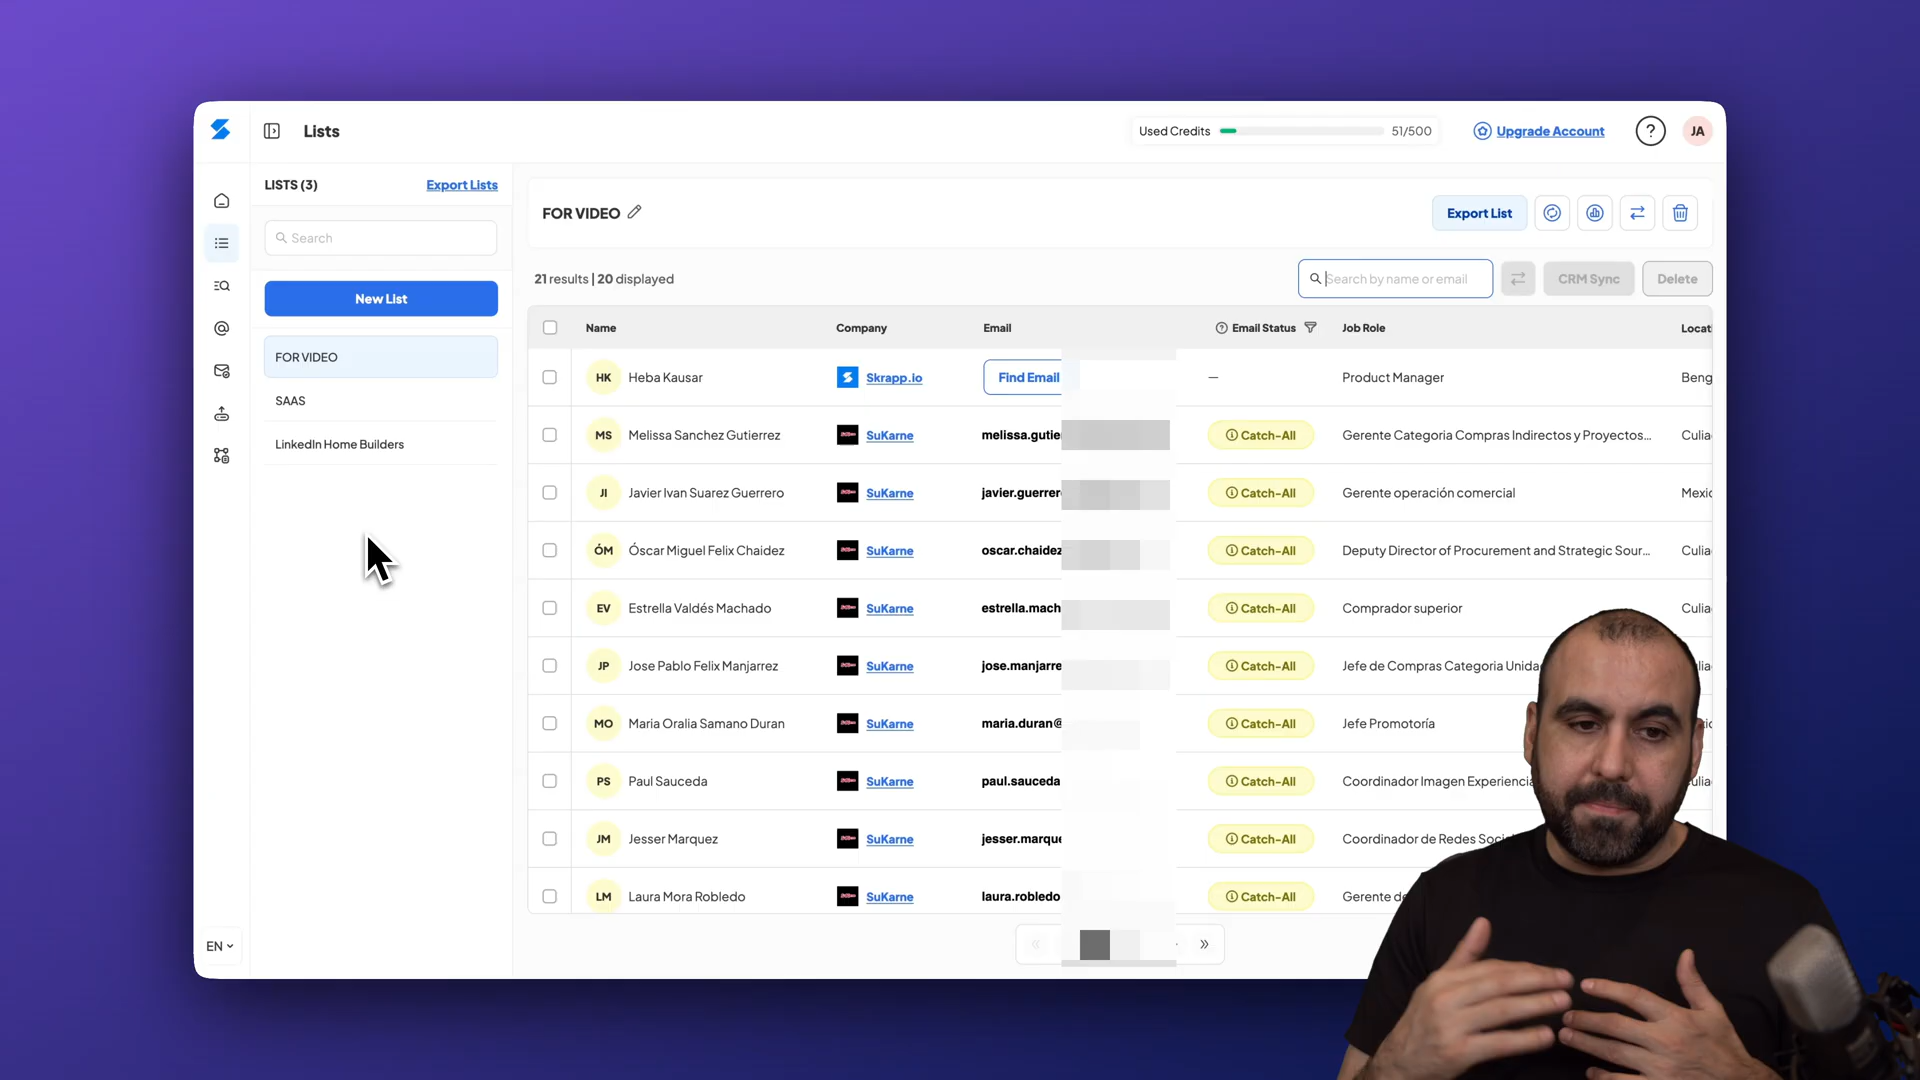 Lists
Used Credits 51/500 Upgrade Account ? JA
LISTS (3) Export Lists
Search
New List
FOR VIDEO
SAAS
LinkedIn Home Builders
EN
FOR VIDEO
Export List
21 results | 20 displayed
Search by name or email CRM Sync Delete
Name Company Email Email Status Job Role
HK Heba Kausar Skrapp.io Find Email — Product Manager
MS Melissa Sanchez Gutierrez SuKarne melissa.gutie Catch-All Gerente Categoria Compras Indirectos y Proyectos...
JI Javier Ivan Suarez Guerrero SuKarne javier.guerrer Catch-All Gerente operación comercial
ÓM Óscar Miguel Felix Chaidez SuKarne oscar.chaidez Catch-All Deputy Director of Procurement and Strategic Sour...
EV Estrella Valdés Machado SuKarne estrella.mach Catch-All Comprador superior
JP Jose Pablo Felix Manjarrez SuKarne jose.manjarre Catch-All Jefe de Compras Categoria
MO Maria Oralia Samano Duran SuKarne maria.duran@ Catch-All Jefe Promotoría
PS Paul Sauceda SuKarne paul.sauceda Catch-All Coordinador Imagen Experiencia
JM Jesser Marquez SuKarne jesser.marque Catch-All Coordinador de Redes
LM Laura Mora Robledo SuKarne laura.robledo Catch-All Gerente